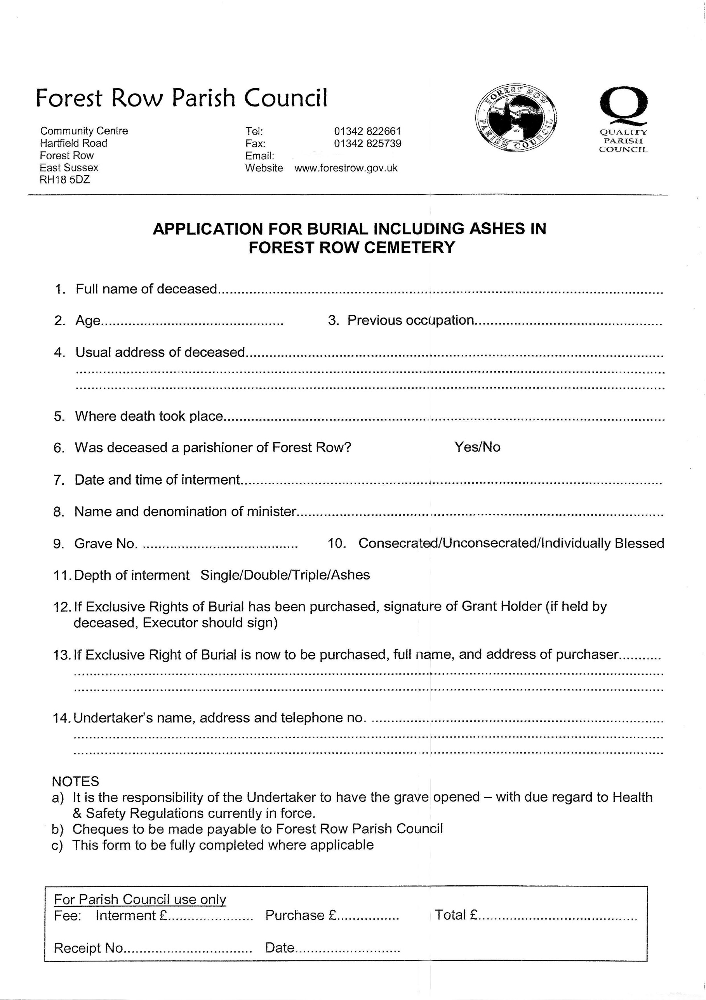 Forest Row Parish Council
Community Centre
Hartfield Road
Forest Row
East Sussex
RH18 5DZ
Tel: 01342 822661
Fax: 01342 825739
Email:
Website www.forestrow.gov.uk
FOREST ROW
PARISH COUNCIL
Q
QUALITY
PARISH
COUNCIL
APPLICATION FOR BURIAL INCLUDING ASHES IN
FOREST ROW CEMETERY
1. Full name of deceased
2. Age 3. Previous occupation
4. Usual address of deceased
5. Where death took place
6. Was deceased a parishioner of Forest Row? Yes/No
7. Date and time of interment
8. Name and denomination of minister
9. Grave No. 10. Consecrated/Unconsecrated/Individually Blessed
11. Depth of interment Single/Double/Triple/Ashes
12. If Exclusive Rights of Burial has been purchased, signature of Grant Holder (if held by
deceased, Executor should sign)
13. If Exclusive Right of Burial is now to be purchased, full name, and address of purchaser
14. Undertaker's name, address and telephone no.
NOTES
a) It is the responsibility of the Undertaker to have the grave opened – with due regard to Health
& Safety Regulations currently in force.
b) Cheques to be made payable to Forest Row Parish Council
c) This form to be fully completed where applicable
For Parish Council use only
Fee: Interment £ Purchase £ Total £
Receipt No. Date